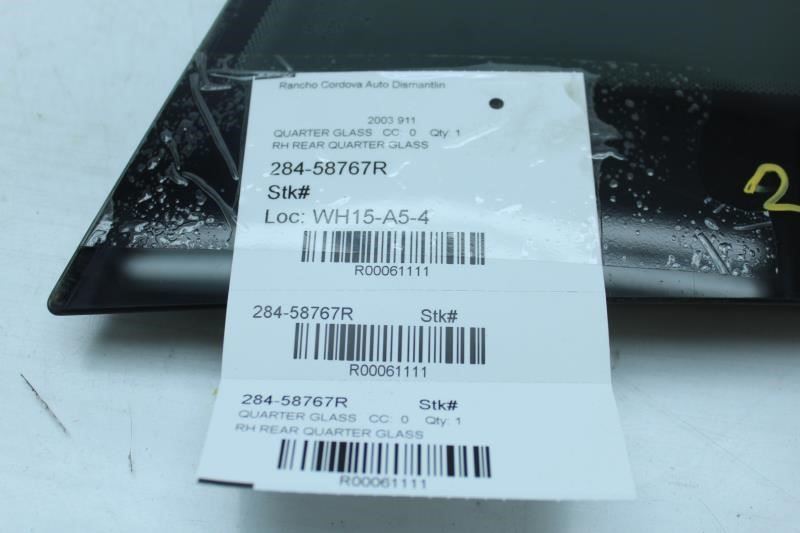 Rancho Cordova Auto Dismantlin
2003 911
QUARTER GLASS CC: 0 Qty: 1
RH REAR QUARTER GLASS
284-58767R
Stk#
Loc: WH15-A5-4
R00061111
284-58767R Stk#
R00061111
284-58767R Stk#
QUARTER GLASS CC: 0 Qty: 1
RH REAR QUARTER GLASS
R00061111
2